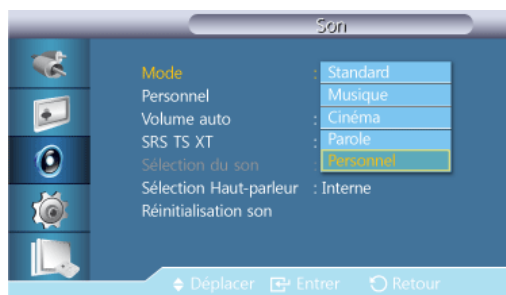 Son
Mode : Standard
Musique
Personnel
Volume auto : Cinéma
SRS TS XT : Parole
Sélection du son : Personnel
Sélection Haut-parleur : Interne
Réinitialisation son
Déplacer Entrer Retour